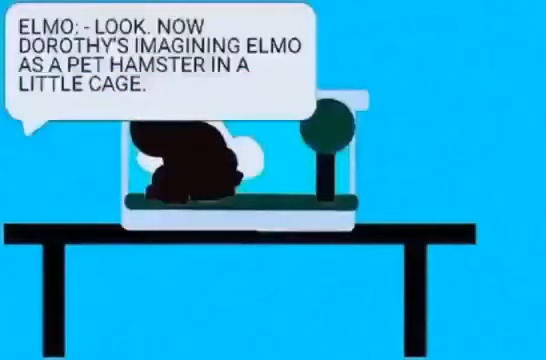 ELMO: - LOOK. NOW
DOROTHY'S IMAGINING ELMO
AS A PET HAMSTER IN A
LITTLE CAGE.